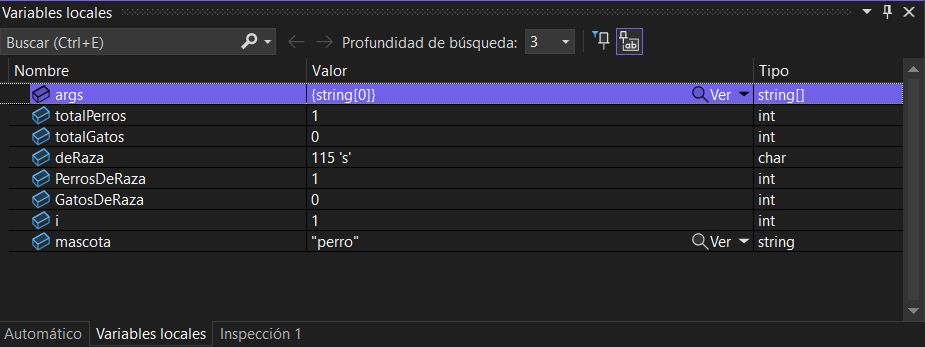 Variables locales
Buscar (Ctrl+E) Profundidad de búsqueda: 3
Nombre Valor Tipo
args {string[0]} Ver string[]
totalPerros 1 int
totalGatos 0 int
deRaza 115 's' char
PerrosDeRaza 1 int
GatosDeRaza 0 int
i 1 int
mascota "perro" Ver string
Automático Variables locales Inspección 1